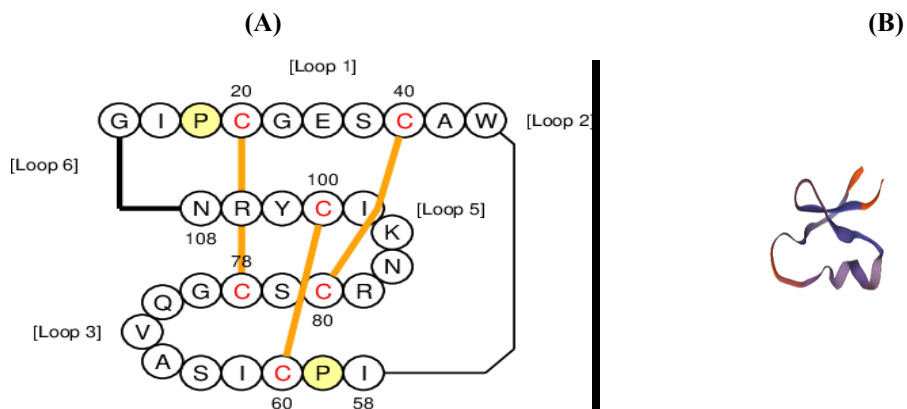 (A) (B)
[Loop 1]
20 40
G I P C G E S C A W [Loop 2]
[Loop 6]
100
N R Y C I [Loop 5]
108
K
78
N
G C S C R
Q
80
[Loop 3] V
A
S I C P I
60 58